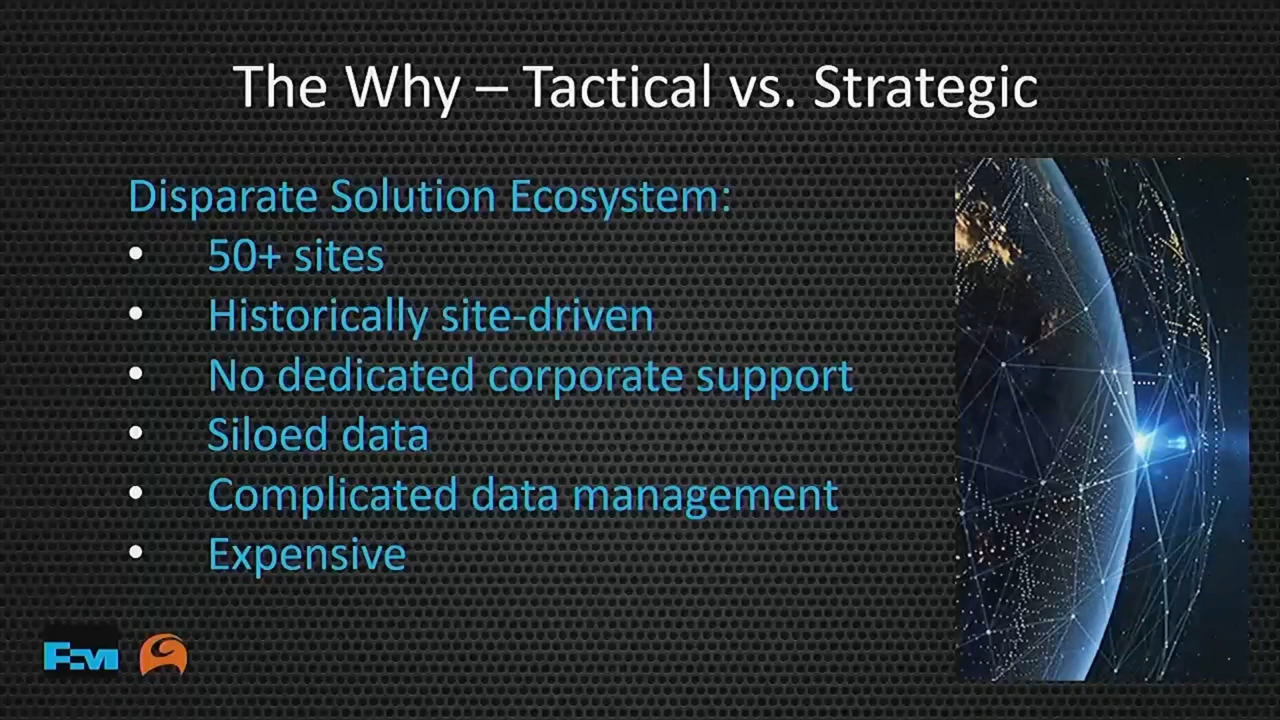 The Why – Tactical vs. Strategic
Disparate Solution Ecosystem:
• 50+ sites
• Historically site-driven
• No dedicated corporate support
• Siloed data
• Complicated data management
• Expensive